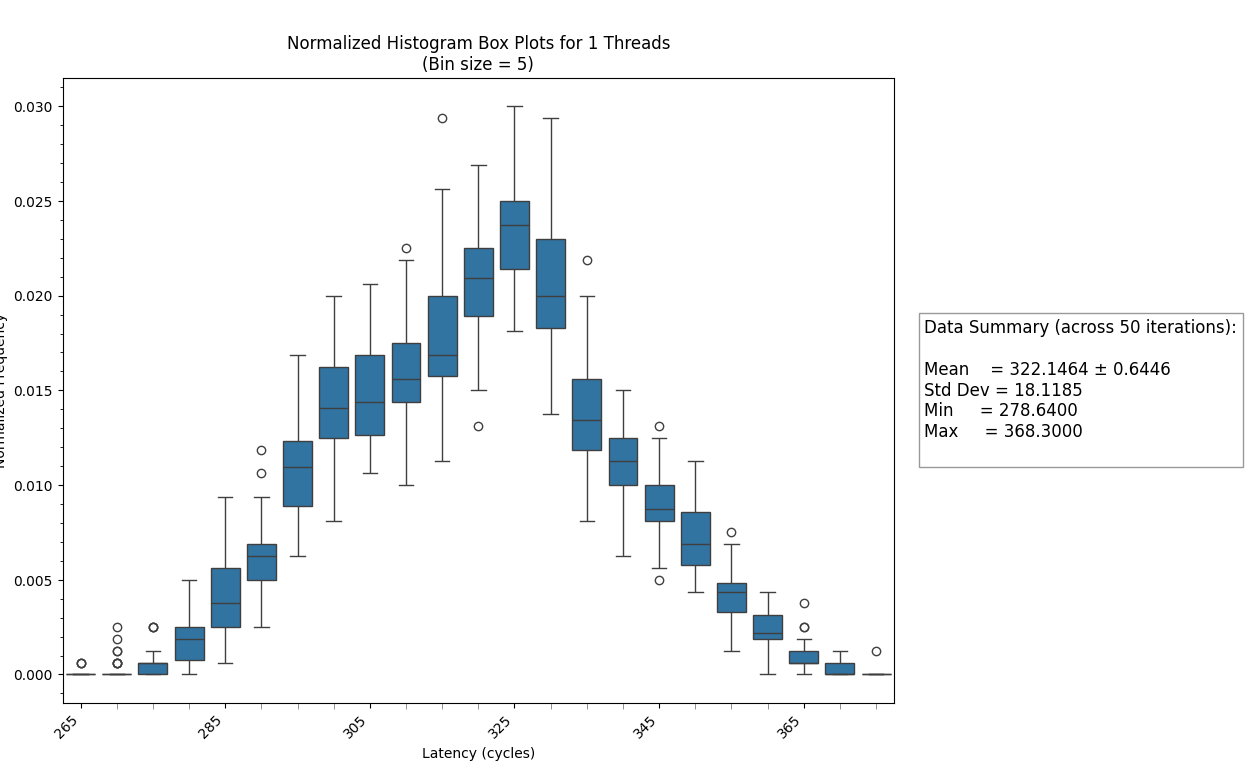 Normalized Histogram Box Plots for 1 Threads
(Bin size = 5)
0.030
0.025
0.020
0.015
0.010
0.005
0.000
265
285
305
325
345
365
Latency (cycles)
Data Summary (across 50 iterations):
Mean = 322.1464 ± 0.6446
Std Dev = 18.1185
Min = 278.6400
Max = 368.3000